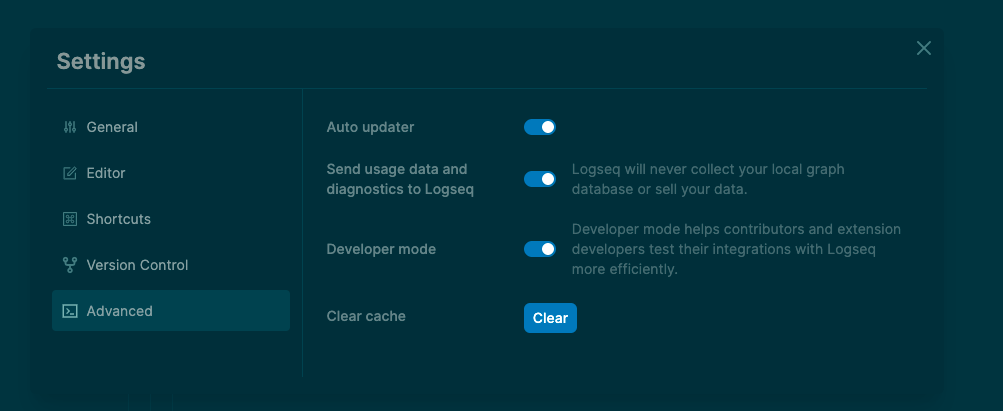 Settings
General
Editor
Shortcuts
Version Control
Advanced
Auto updater
Send usage data and
diagnostics to Logseq
Logseq will never collect your local graph
database or sell your data.
Developer mode
Developer mode helps contributors and extension
developers test their integrations with Logseq
more efficiently.
Clear cache
Clear